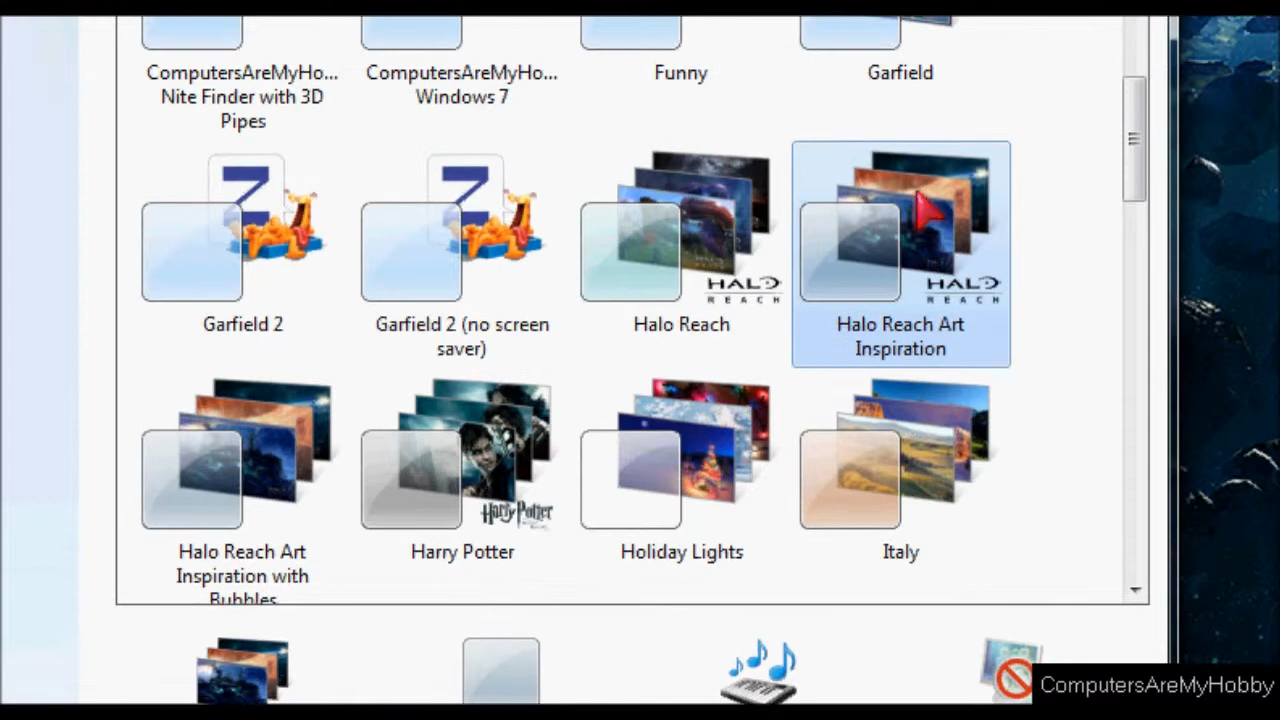 ComputersAreMyHo...
Nite Finder with 3D
Pipes
ComputersAreMyHo...
Windows 7
Funny
Garfield
Z
Z
HALO
REACH
HALO
REACH
Garfield 2
Garfield 2 (no screen
saver)
Halo Reach
Halo Reach Art
Inspiration
Harry Potter
Halo Reach Art
Inspiration with
Bubbles
Harry Potter
Holiday Lights
Italy
ComputersAreMyHobby